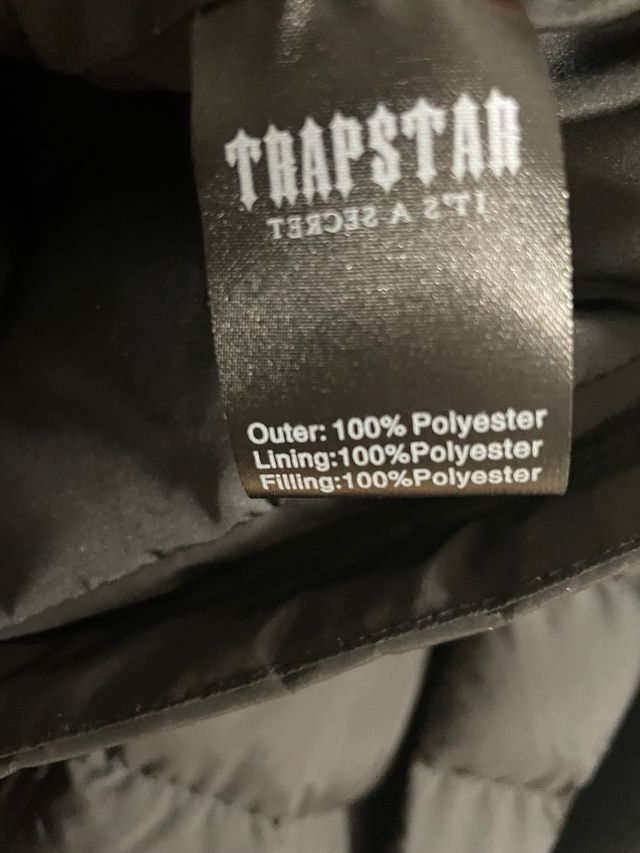 TRAPSTAR
IT'S A SECRET
Outer: 100% Polyester
Lining:100%Polyester
Filling:100%Polyester